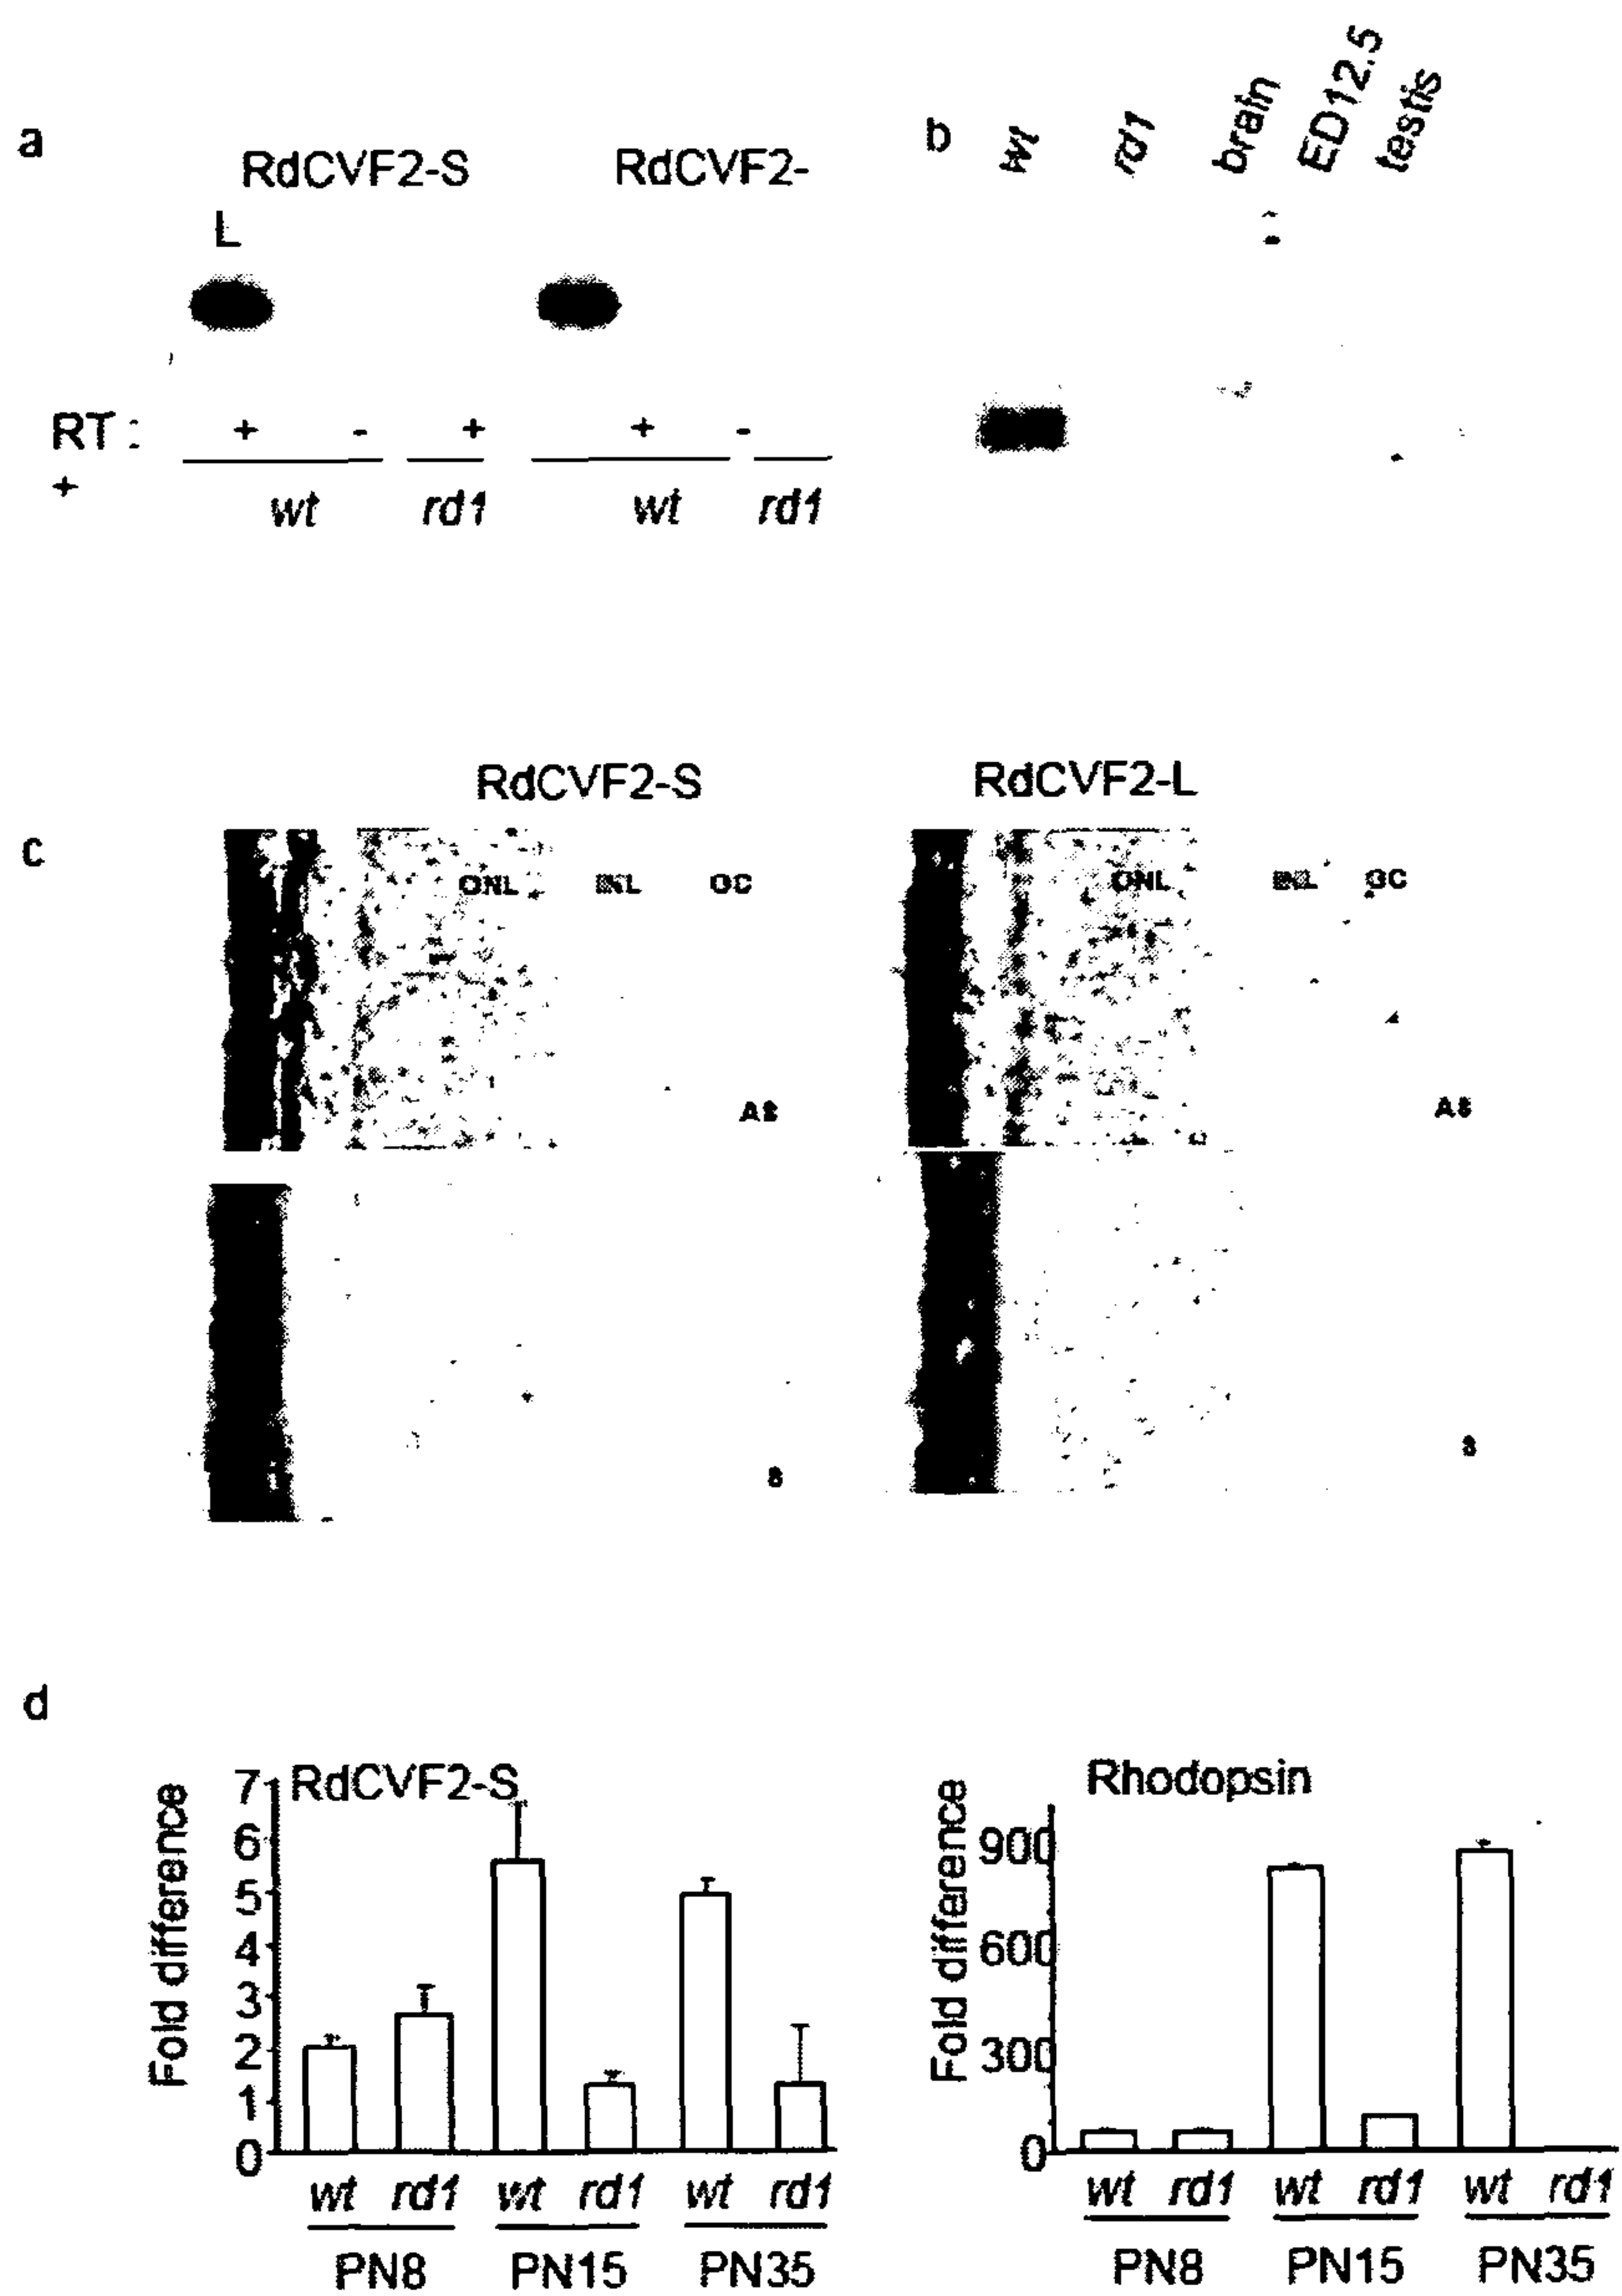 a
RdCVF2-S RdCVF2-
L
RT : + - + + -
+
wt rd1 wt rd1
b
wt rd1 brain ED12.5 testis
RdCVF2-S RdCVF2-L
c
ONL INL GC ONL INL GC
AS AS
S S
d
RdCVF2-S
Fold difference
7
6
5
4
3
2
1
0
wt rd1 wt rd1 wt rd1
PN8 PN15 PN35
Rhodopsin
Fold difference
900
600
300
0
wt rd1 wt rd1 wt rd1
PN8 PN15 PN35